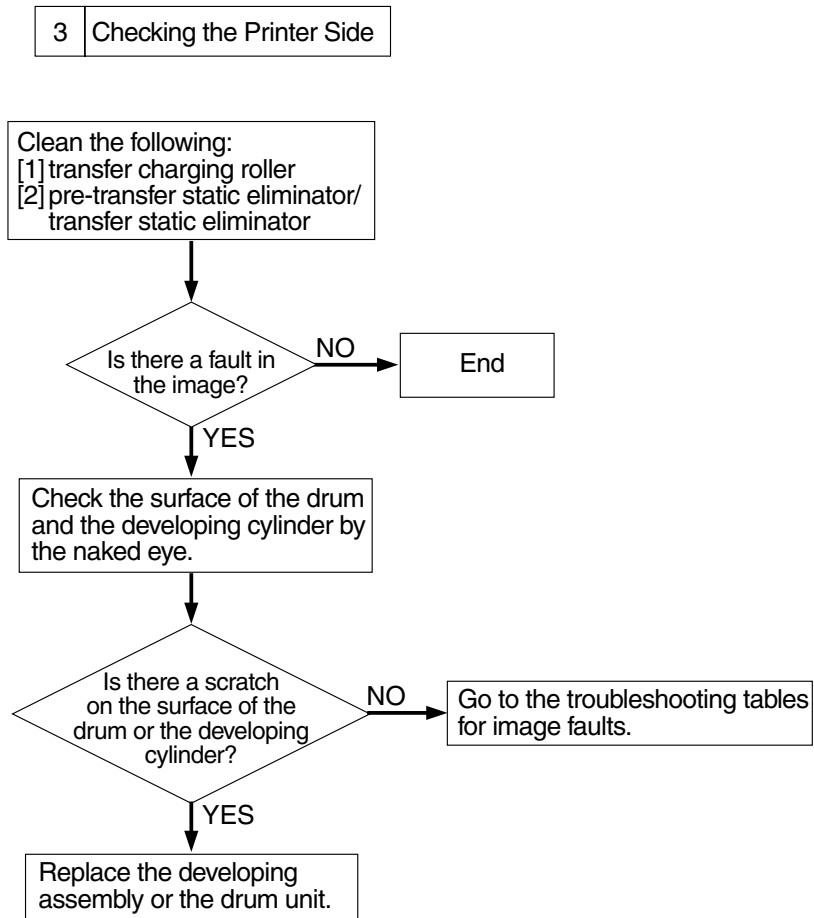 3 Checking the Printer Side
Clean the following:
[1] transfer charging roller
[2] pre-transfer static eliminator/
transfer static eliminator
Is there a fault in
the image?
NO
End
YES
Check the surface of the drum
and the developing cylinder by
the naked eye.
Is there a scratch
on the surface of the
drum or the developing
cylinder?
NO
Go to the troubleshooting tables
for image faults.
YES
Replace the developing
assembly or the drum unit.